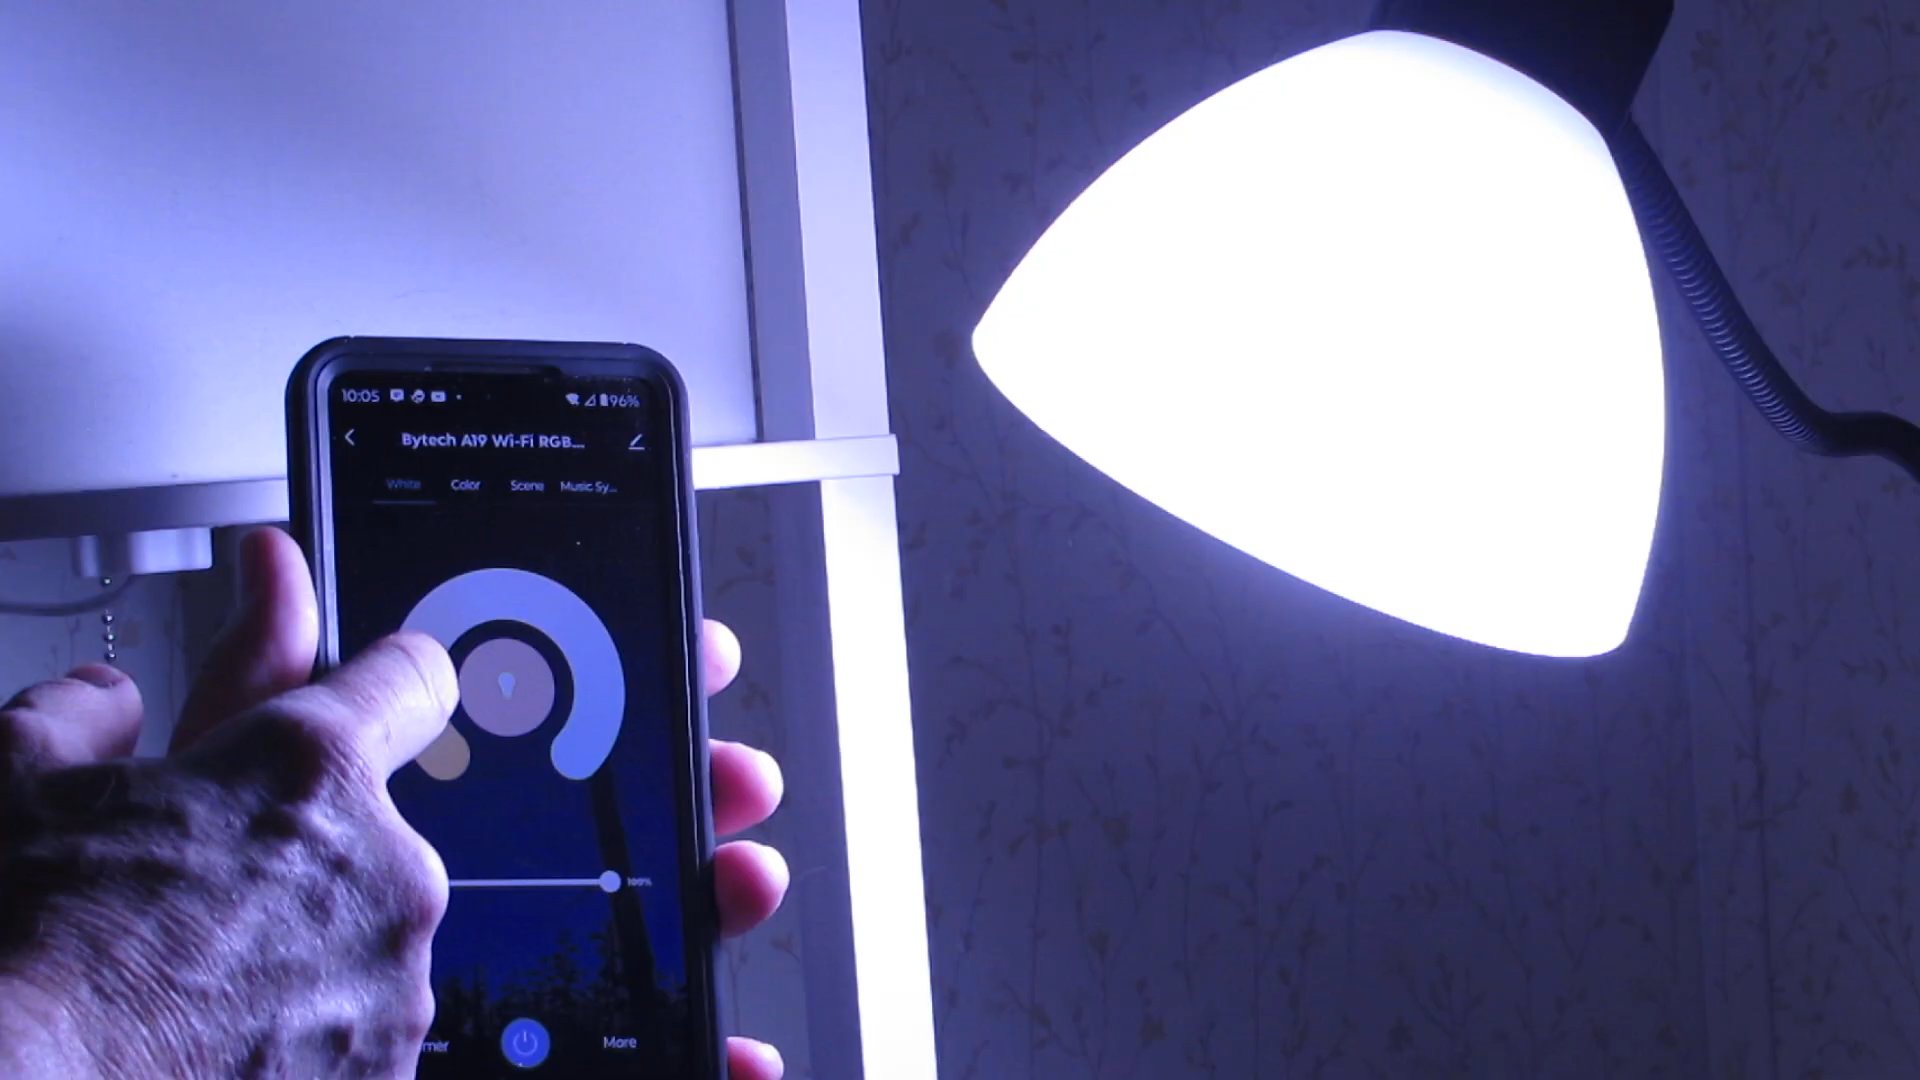 10:05 96%
Bytech A19 Wi-Fi RGB...
White Color Scene Music Sy...
100%
mer More